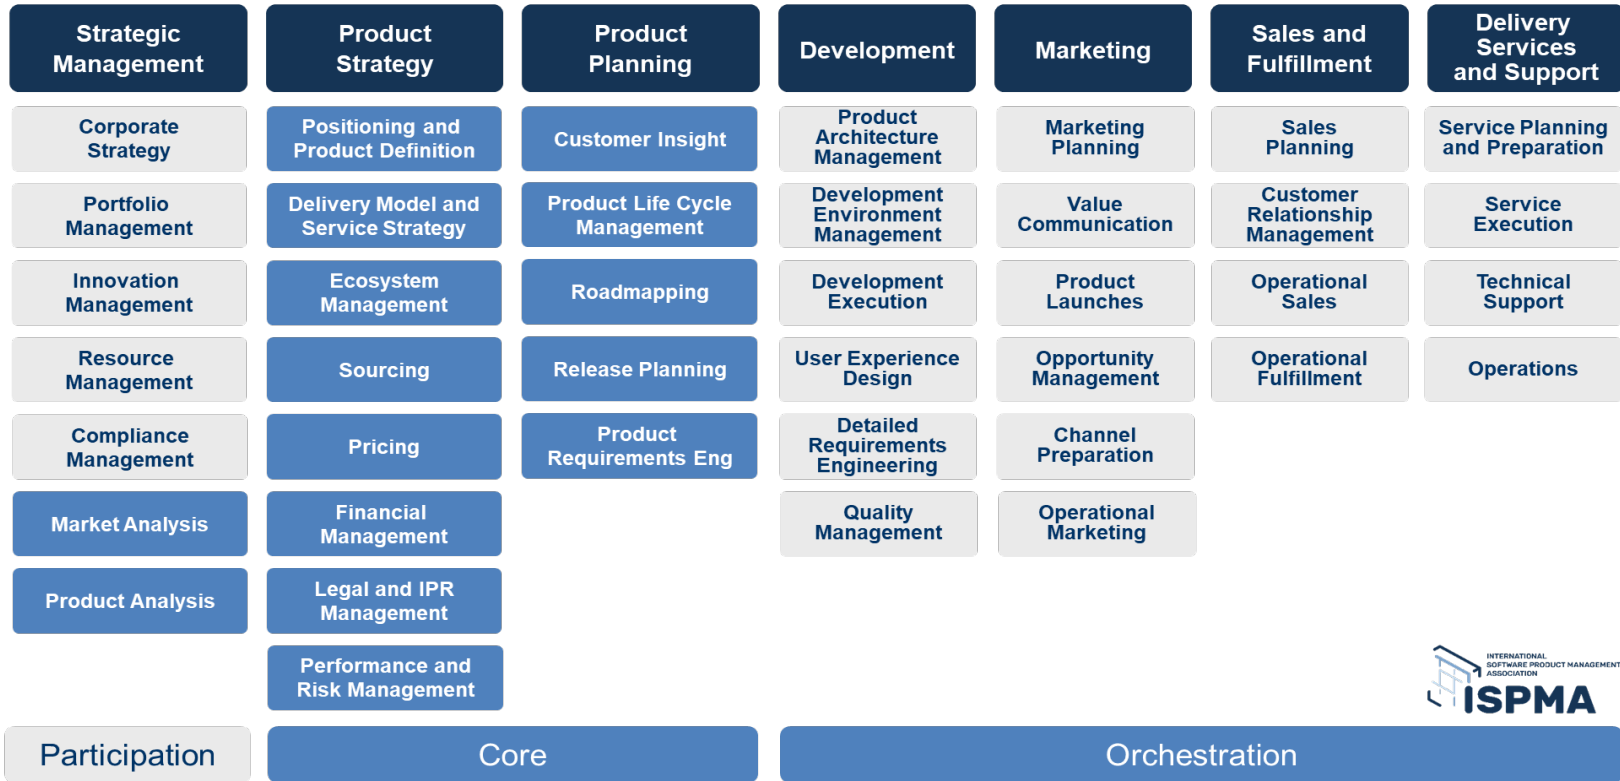 Strategic
Management
Product
Strategy
Product
Planning
Development
Marketing
Sales and
Fulfillment
Delivery
Services
and Support
Corporate
Strategy
Portfolio
Management
Innovation
Management
Resource
Management
Compliance
Management
Market Analysis
Product Analysis
Positioning and
Product Definition
Delivery Model and
Service Strategy
Ecosystem
Management
Sourcing
Pricing
Financial
Management
Legal and IPR
Management
Performance and
Risk Management
Customer Insight
Product Life Cycle
Management
Roadmapping
Release Planning
Product
Requirements Eng
Product
Architecture
Management
Development
Environment
Management
Development
Execution
User Experience
Design
Detailed
Requirements
Engineering
Quality
Management
Marketing
Planning
Value
Communication
Product
Launches
Opportunity
Management
Channel
Preparation
Operational
Marketing
Sales
Planning
Customer
Relationship
Management
Operational
Sales
Operational
Fulfillment
Service Planning
and Preparation
Service
Execution
Technical
Support
Operations
INTERNATIONAL
SOFTWARE PRODUCT MANAGEMENT
ASSOCIATION
ISPMA
Participation
Core
Orchestration